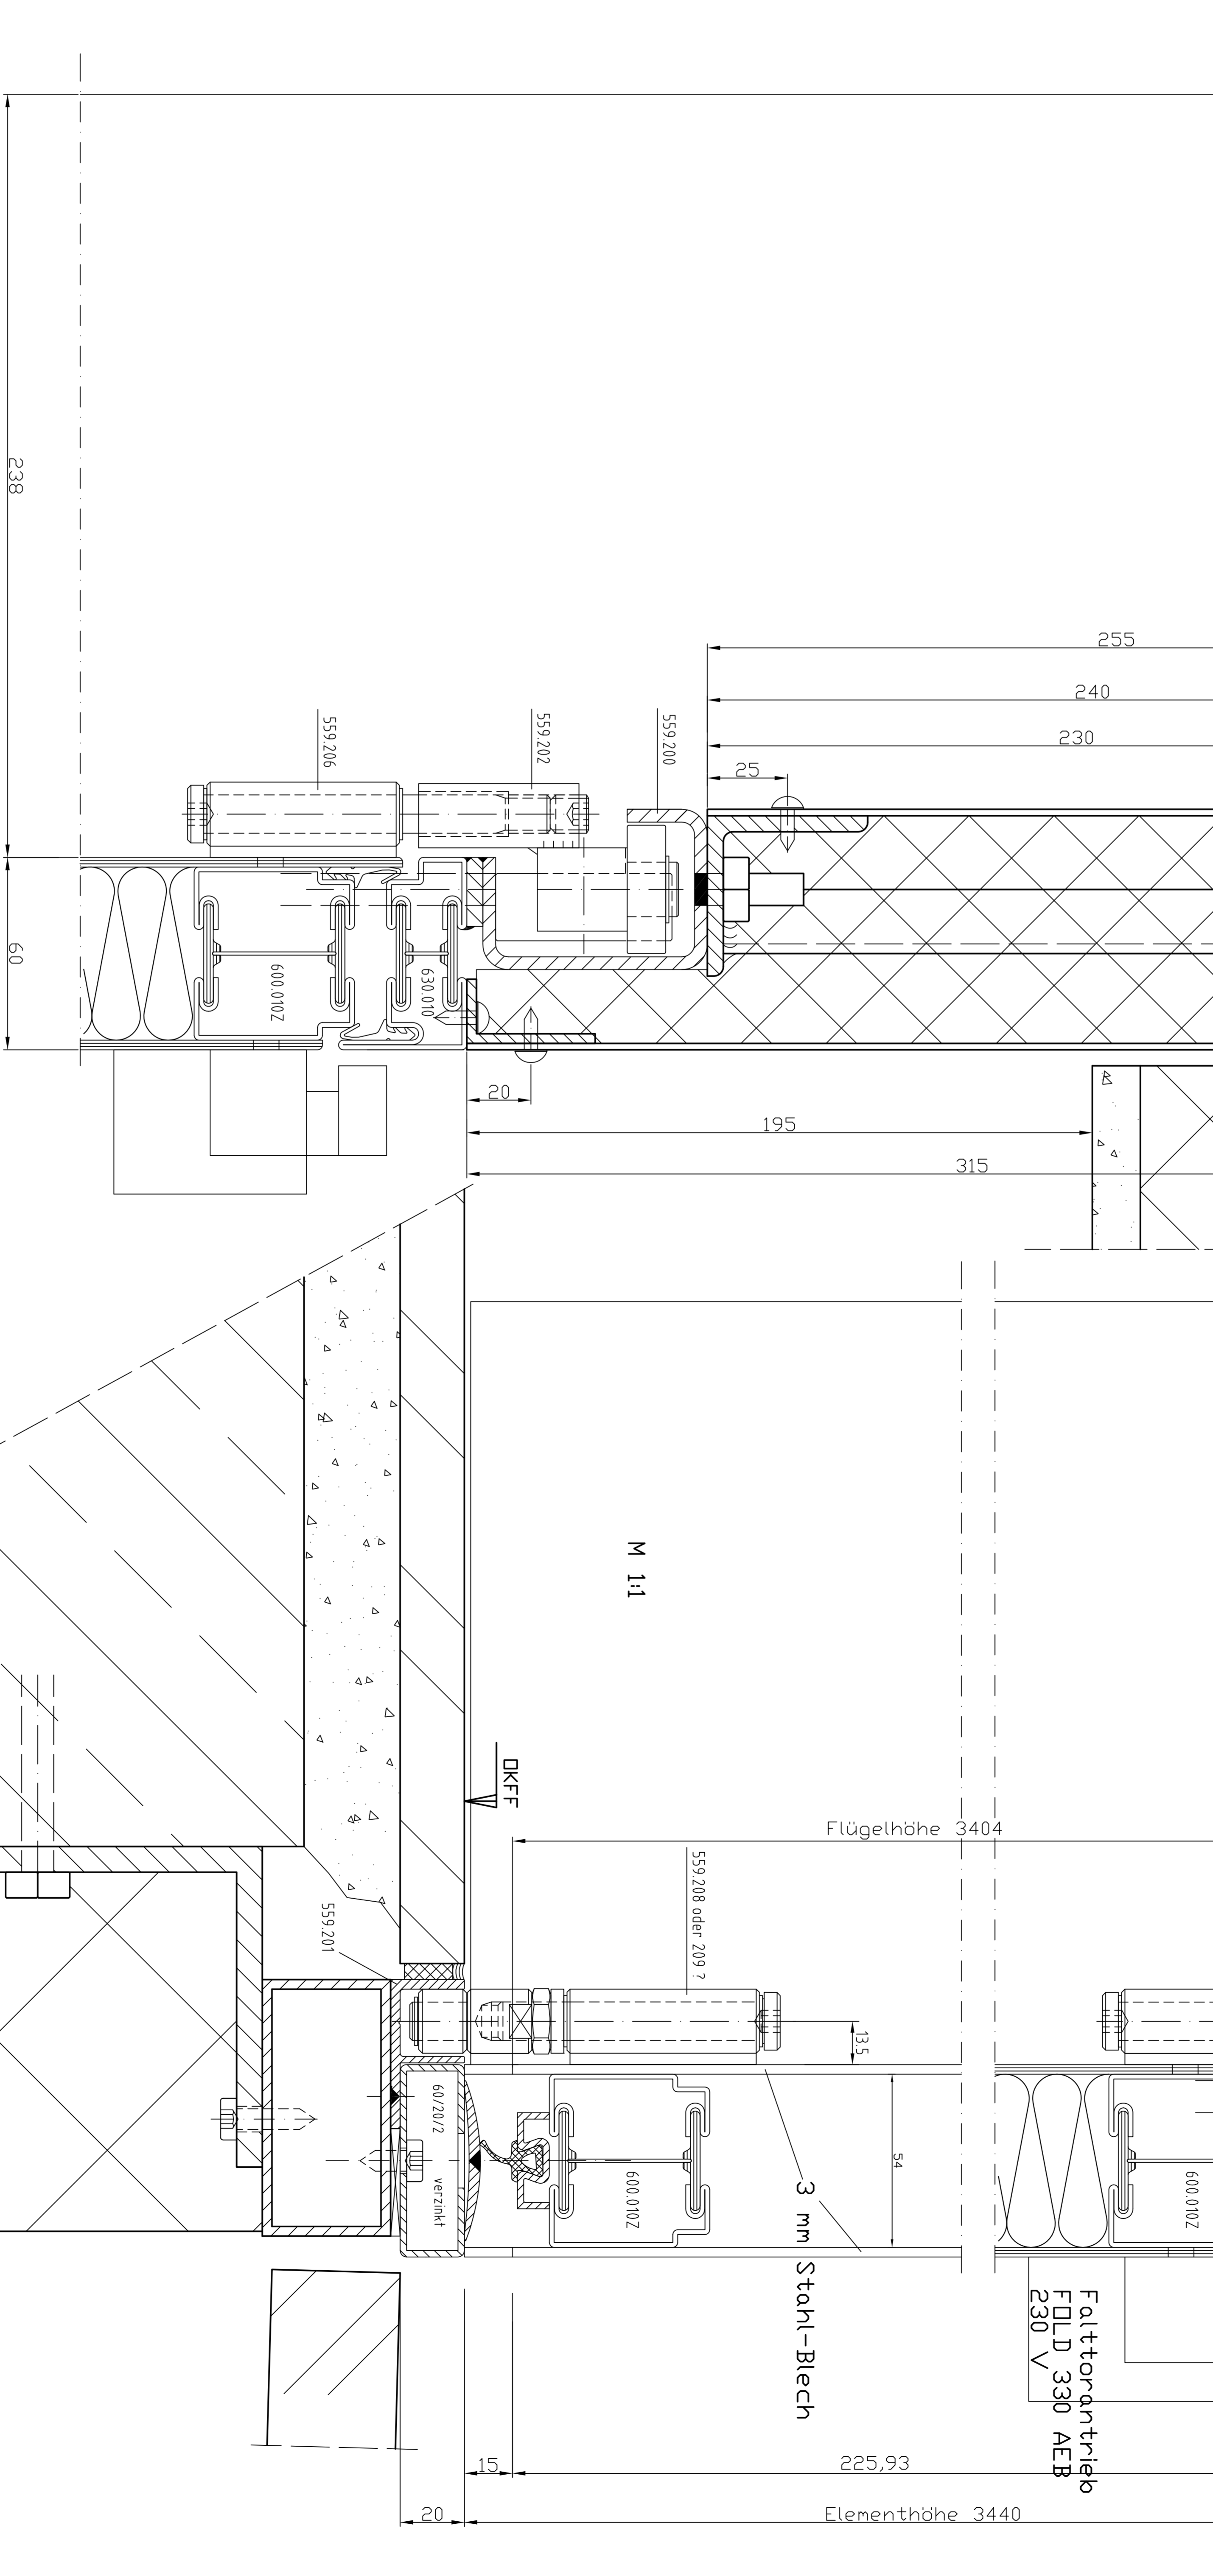 238
60
255
240
230
25
559.206
559.202
559.200
600.010Z
630.010
20
195
315
M 1:1
OKFF
Flügelhöhe 3404
559.208 oder 209 ?
559.201
13.5
60/20/2
verzinkt
600.010Z
54
600.010Z
3 mm Stahl-Blech
Falttorantrieb
FOLD 330 AEB
230 V
15
225,93
20
Elementhöhe 3440